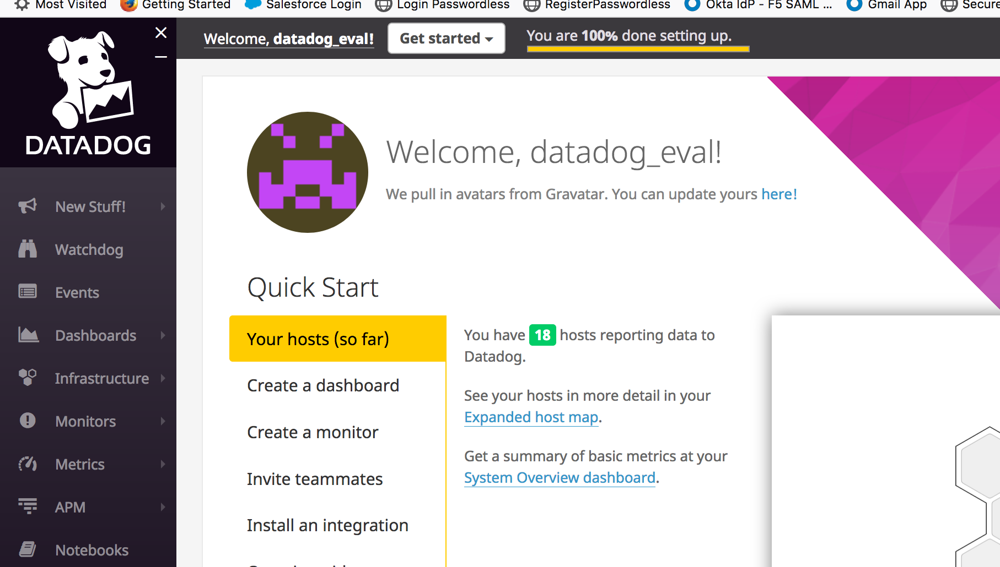 Most Visited
Getting Started
Salesforce Login
Login Passwordless
RegisterPasswordless
Okta IdP - F5 SAML ...
Gmail App
Secure
Welcome, datadog_eval!
Get started
You are 100% done setting up.
DATADOG
New Stuff!
Watchdog
Events
Dashboards
Infrastructure
Monitors
Metrics
APM
Notebooks
Welcome, datadog_eval!
We pull in avatars from Gravatar. You can update yours here!
Quick Start
Your hosts (so far)
Create a dashboard
Create a monitor
Invite teammates
Install an integration
You have 18 hosts reporting data to
Datadog.
See your hosts in more detail in your
Expanded host map.
Get a summary of basic metrics at your
System Overview dashboard.